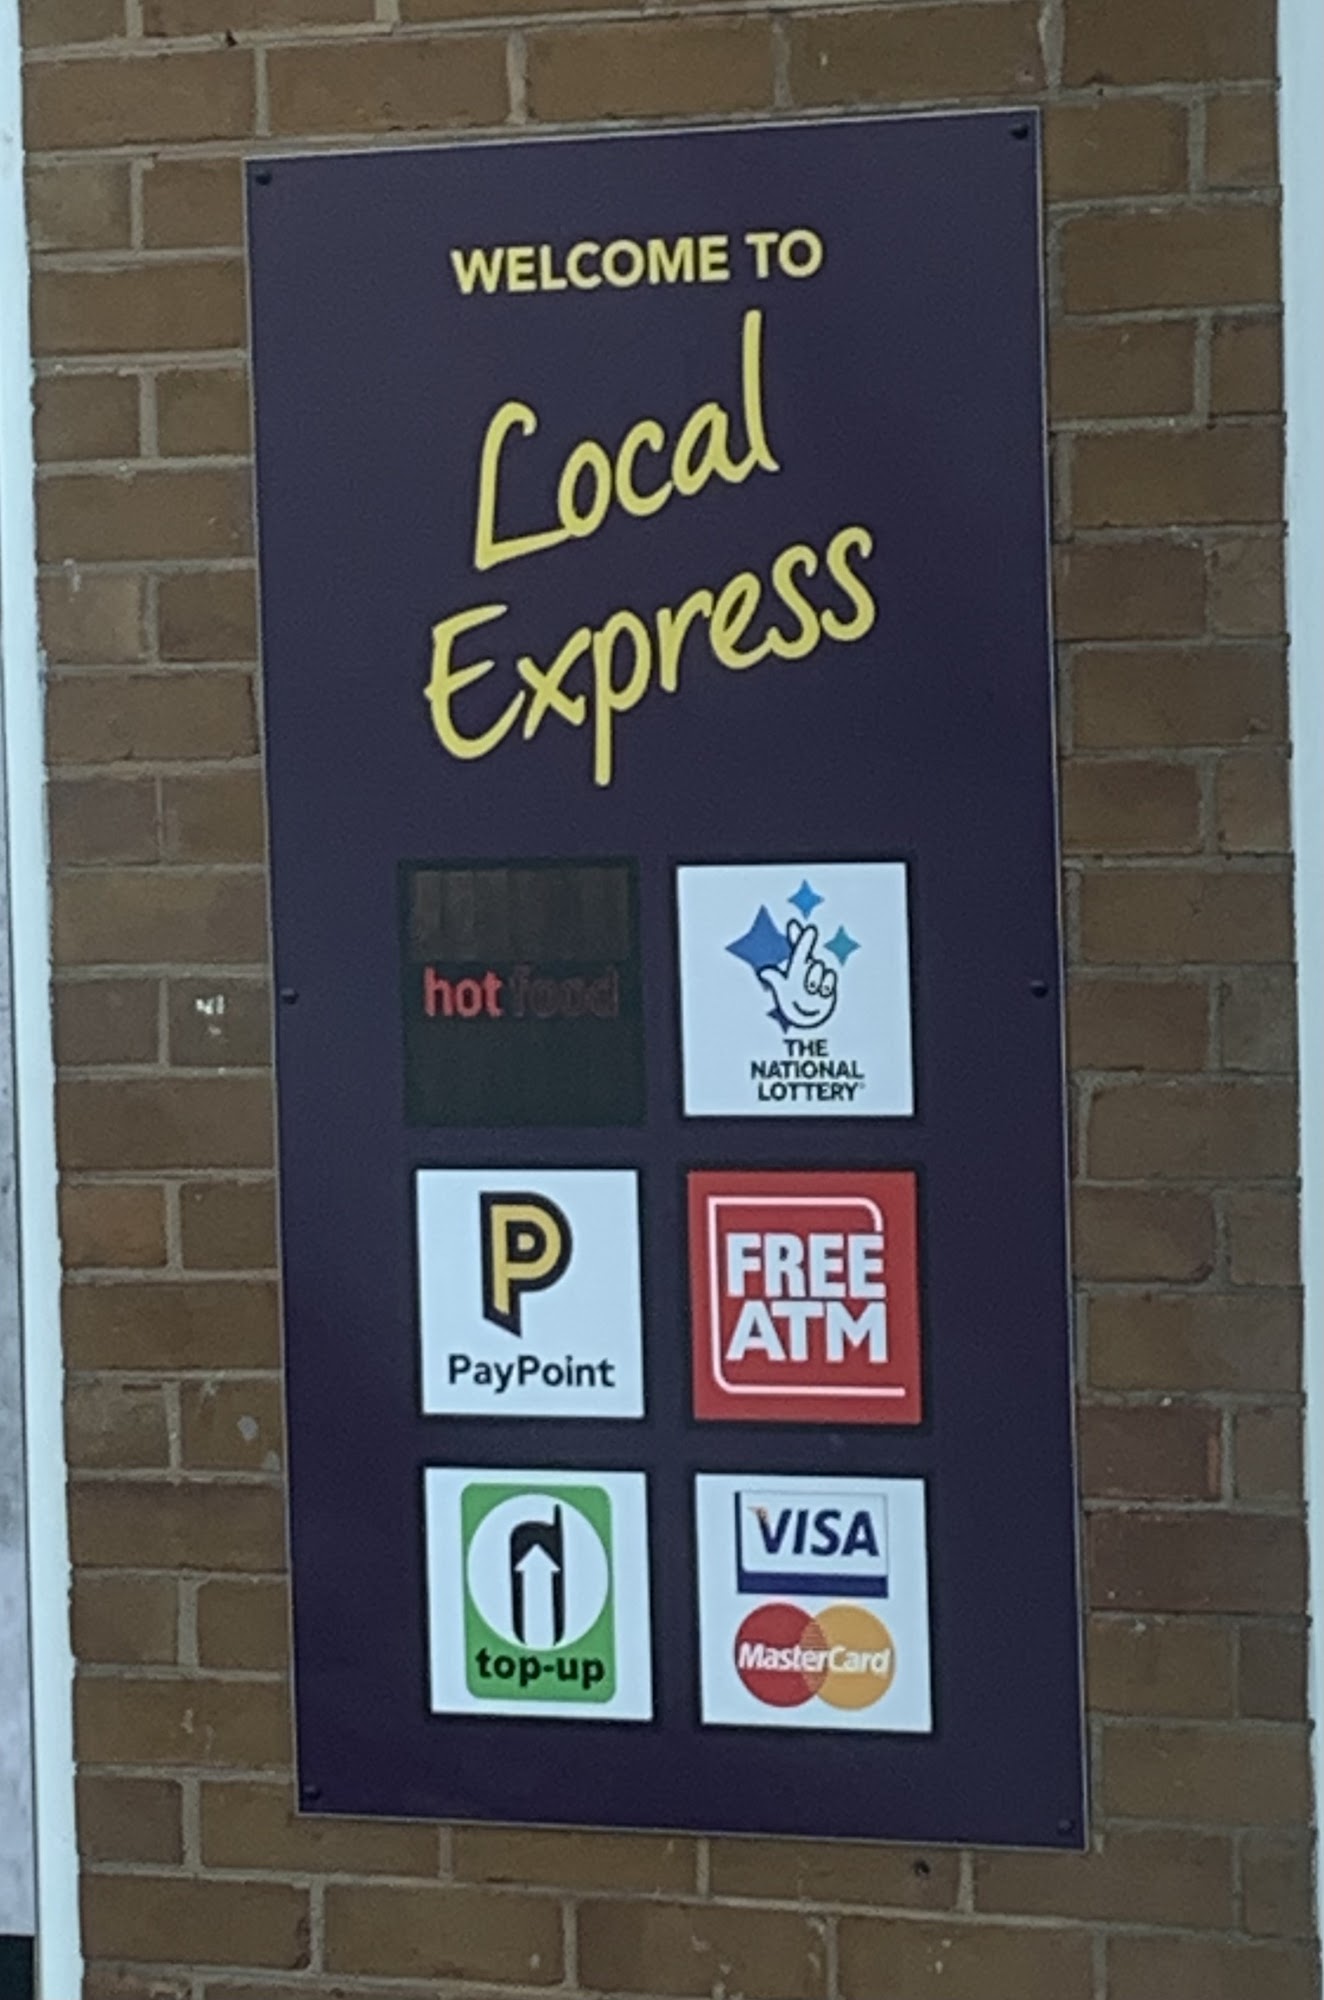 WELCOME TO
Local
Express
hot food
THE
NATIONAL
LOTTERY®
PayPoint
FREE
ATM
top-up
VISA
MasterCard